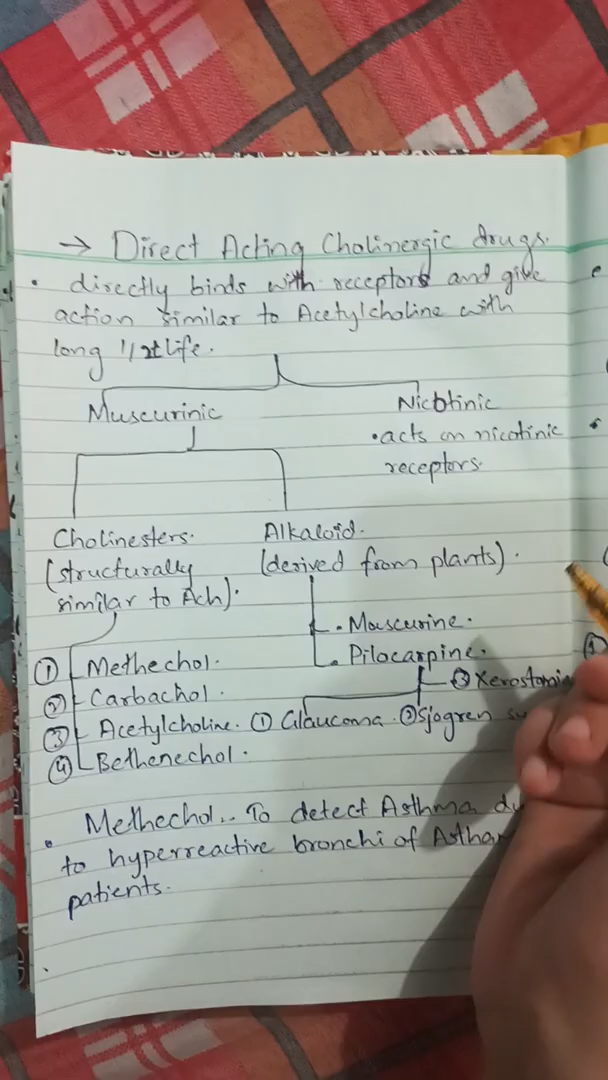 → Direct Acting Cholinergic drugs.
• directly binds with receptors and give
action similar to Acetylcholine with
long 1/2 life.
Muscurinic
Nicotinic
• acts on nicotinic
receptors.
Cholinesters.
(structurally
similar to Ach).
Alkaloid.
(derived from plants).
• Mouscurine.
• Pilocarpine.
① Methechol.
② Carbachol.
③ Acetylcholine.
④ Bethenechol.
③ Xerostomia
① Glaucoma. ② Sjogren
• Methechol.. To detect Asthma
to hyperreactive bronchi of
patients.